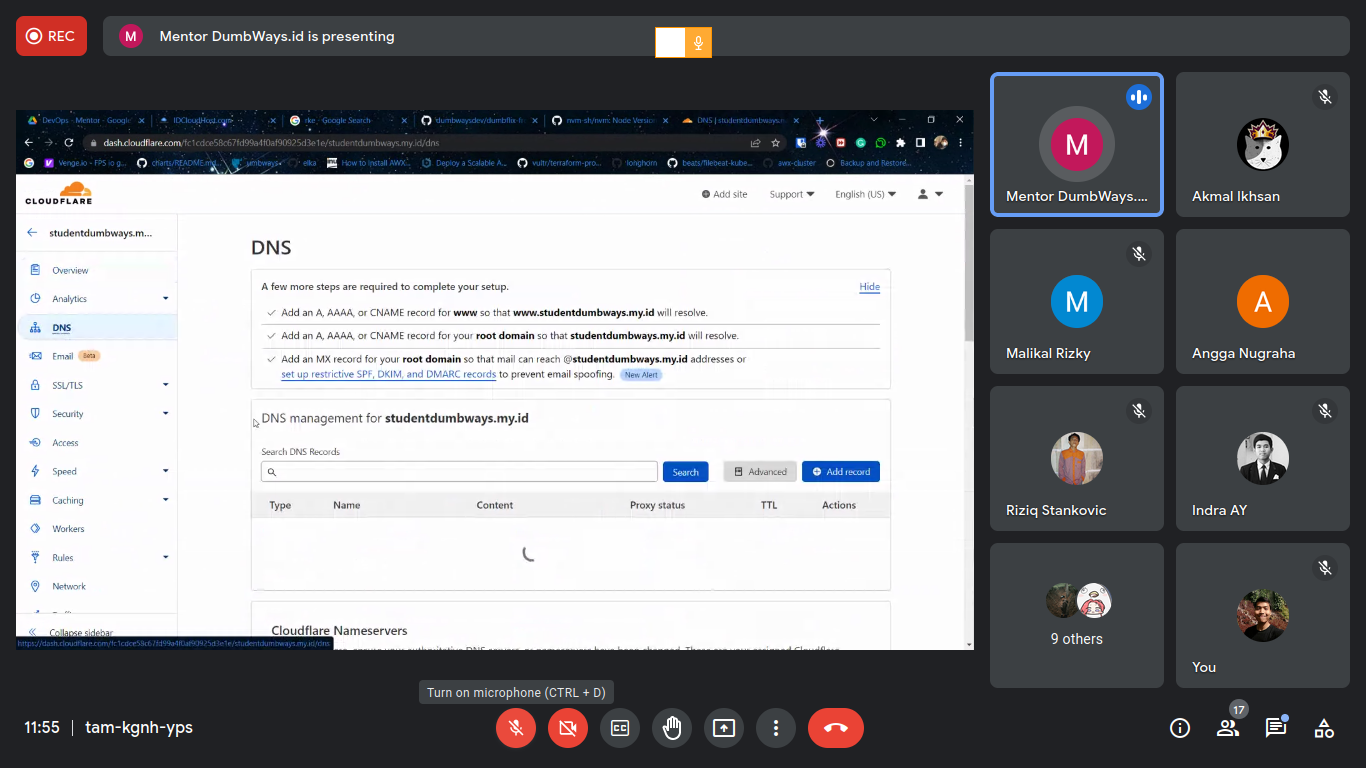 REC
M
Mentor DumbWays.id is presenting
DevOps - Mentor - Google
IDCloudHost.com
rke - Google Search
dumbwaysdev/dumbflix-fr
nvm-sh/nvm: Node Version
DNS | studentdumbways.m
dash.cloudflare.com/fc1cdce58c67fd99a4f0af90925d3e1e/studentdumbways.my.id/dns
Venge.io - FPS io g...
charts/README.md...
umbways
elka
How to Install AWX...
Deploy a Scalable A...
vultr/terraform-pro...
longhorn
beats/filebeat-kube...
awx-cluster
Backup and Restore...
CLOUDFLARE
Add site
Support
English (US)
studentdumbways.m...
Overview
Analytics
DNS
Email Beta
SSL/TLS
Security
Access
Speed
Caching
Workers
Rules
Network
Collapse sidebar
https://dash.cloudflare.com/fc1cdce58c67fd99a4f0af90925d3e1e/studentdumbways.my.id/dns
DNS
A few more steps are required to complete your setup.
Hide
Add an A, AAAA, or CNAME record for www so that www.studentdumbways.my.id will resolve.
Add an A, AAAA, or CNAME record for your root domain so that studentdumbways.my.id will resolve.
Add an MX record for your root domain so that mail can reach @studentdumbways.my.id addresses or
set up restrictive SPF, DKIM, and DMARC records to prevent email spoofing. New Alert
DNS management for studentdumbways.my.id
Search DNS Records
Search
Advanced
Add record
Type Name Content Proxy status TTL Actions
Cloudflare Nameservers
M
Mentor DumbWays....
Akmal Ikhsan
M
Malikal Rizky
A
Angga Nugraha
Riziq Stankovic
Indra AY
9 others
You
Turn on microphone (CTRL + D)
11:55 | tam-kgnh-yps
17